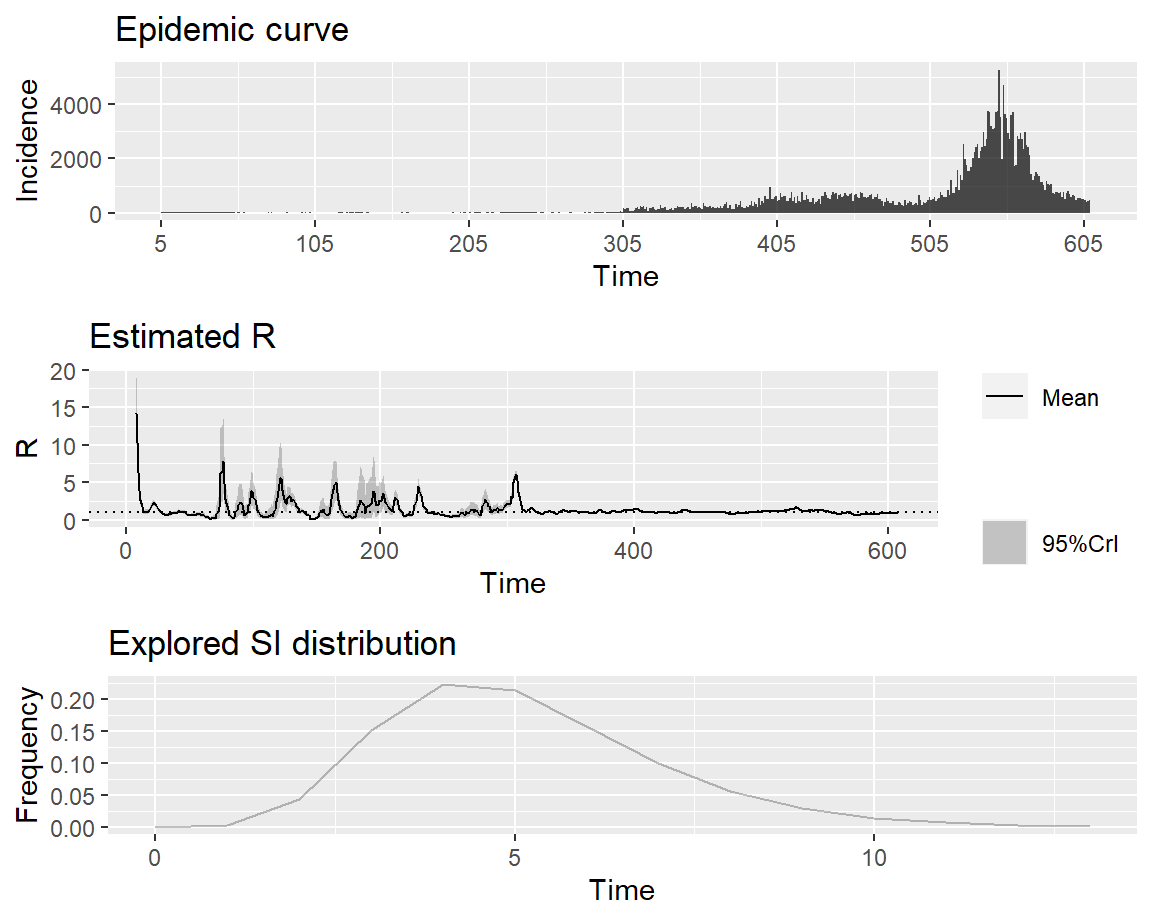 Epidemic curve
Incidence
4000
2000
0
5 105 205 305 405 505 605
Time
Estimated R
R
20
15
10
5
0
0 200 400 600
Time
Mean
95%CrI
Explored SI distribution
Frequency
0.20
0.15
0.10
0.05
0.00
0 5 10
Time